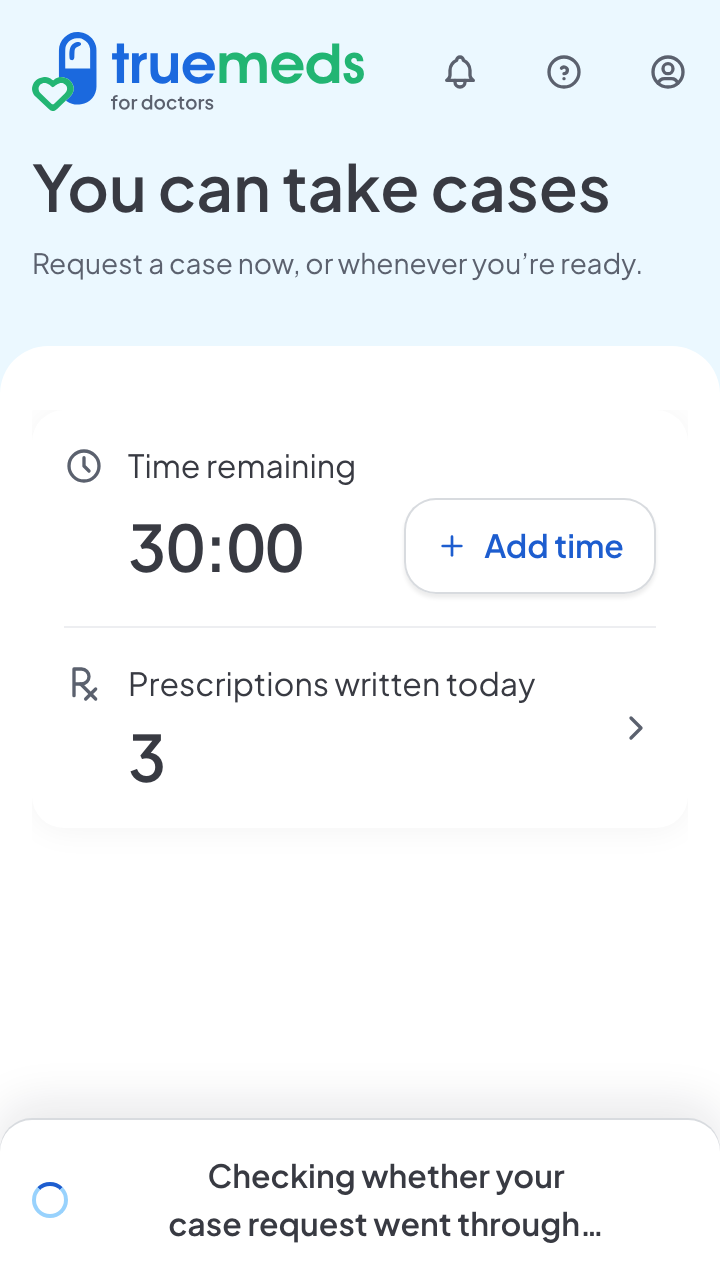 truemeds
for doctors
You can take cases
Request a case now, or whenever you’re ready.
Time remaining
30:00
+ Add time
Rx Prescriptions written today
3
Checking whether your
case request went through…